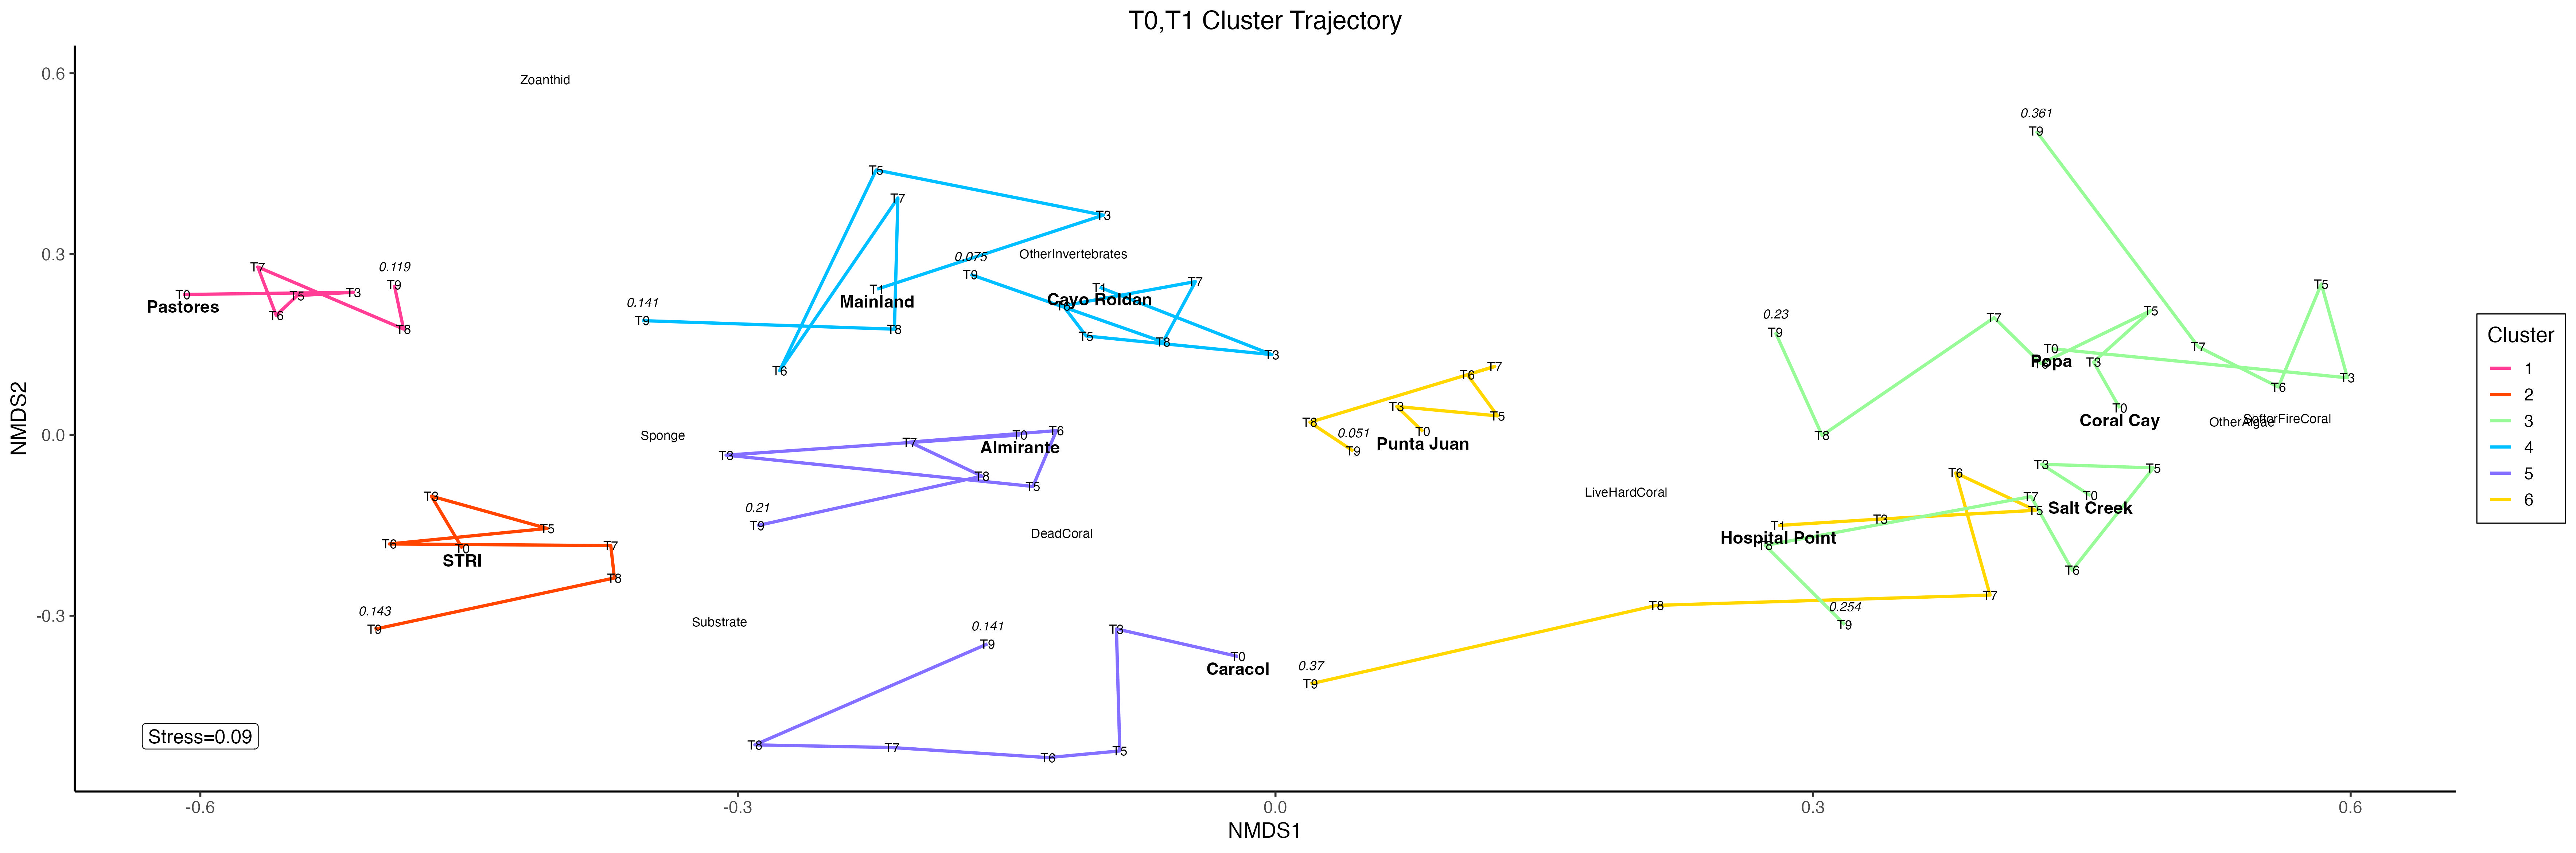 T0,T1 Cluster Trajectory
0.6
Zoanthid
0.361
T9
T5
T7
T3
0.3
OtherInvertebrates
0.075
T9
0.119
T9
T7
T0
T5
T3
T6
T8
Pastores
T1
Mainland
0.141
T9
T8
T6
T1
T7
Cayo Roldan
T6
T5
T8
T3
0.23
T9
T7
T5
T0
T6
Popa
T3
T0
Coral Cay
T8
T5
T7
T6
T3
OtherAlgae
SoftorFireCoral
T7
T6
T3
T5
T8
T0
0.051
T9
Punta Juan
0.0
Sponge
T7
T0
T6
Almirante
T3
T8
T5
0.21
T9
DeadCoral
LiveHardCoral
T3
T5
T6
T0
STRI
T7
T8
0.143
T9
T6
T3
T5
T7
T0
T5
Salt Creek
T1
T3
Hospital Point
T8
T6
T7
0.254
T9
T8
0.37
T9
-0.3
Substrate
0.141
T9
T3
T0
Caracol
T8
T7
T6
T5
Stress=0.09
-0.6
-0.3
0.0
0.3
0.6
NMDS1
NMDS2
Cluster
1
2
3
4
5
6